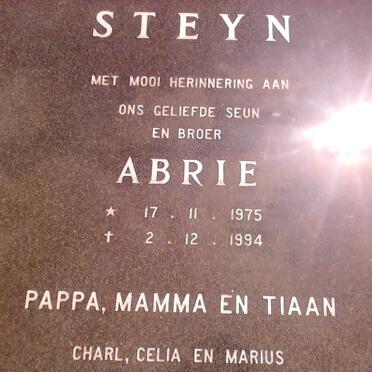 STEYN
MET MOOI HERINNERING AAN
ONS GELIEFDE SEUN
EN BROER
ABRIE
★ 17 . 11 . 1975
† 2 . 12 . 1994
PAPPA, MAMMA EN TIAAN
CHARL, CELIA EN MARIUS